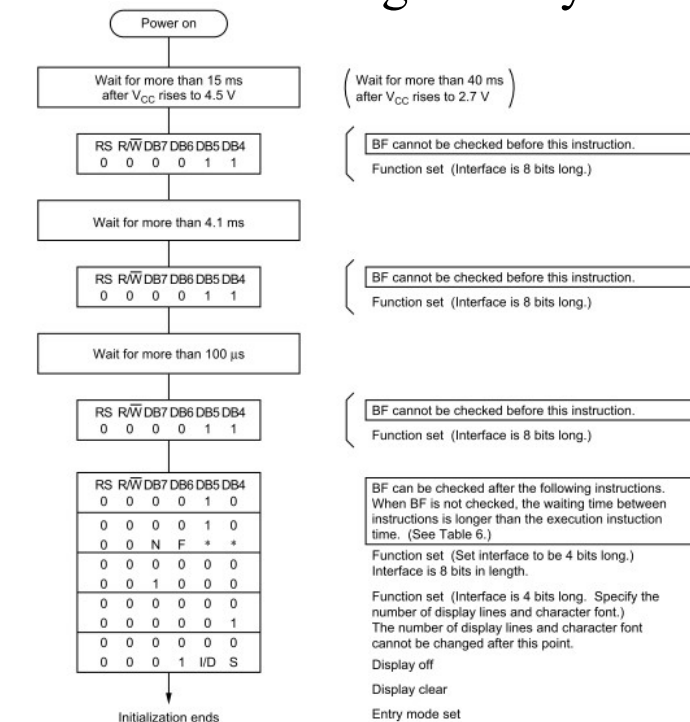 Power on
Wait for more than 15 ms
after VCC rises to 4.5 V
Wait for more than 40 ms
after VCC rises to 2.7 V
RS R/W DB7 DB6 DB5 DB4
0 0 0 0 1 1
BF cannot be checked before this instruction.
Function set (Interface is 8 bits long.)
Wait for more than 4.1 ms
RS R/W DB7 DB6 DB5 DB4
0 0 0 0 1 1
BF cannot be checked before this instruction.
Function set (Interface is 8 bits long.)
Wait for more than 100 µs
RS R/W DB7 DB6 DB5 DB4
0 0 0 0 1 1
BF cannot be checked before this instruction.
Function set (Interface is 8 bits long.)
RS R/W DB7 DB6 DB5 DB4
0 0 0 0 1 0
0 0 0 0 1 0
0 0 N F * *
0 0 0 0 0 0
0 0 1 0 0 0
0 0 0 0 0 0
0 0 0 0 0 1
0 0 0 0 0 0
0 0 0 1 I/D S
BF can be checked after the following instructions.
When BF is not checked, the waiting time between
instructions is longer than the execution instuction
time. (See Table 6.)
Function set (Set interface to be 4 bits long.)
Interface is 8 bits in length.
Function set (Interface is 4 bits long. Specify the
number of display lines and character font.)
The number of display lines and character font
cannot be changed after this point.
Display off
Display clear
Entry mode set
Initialization ends